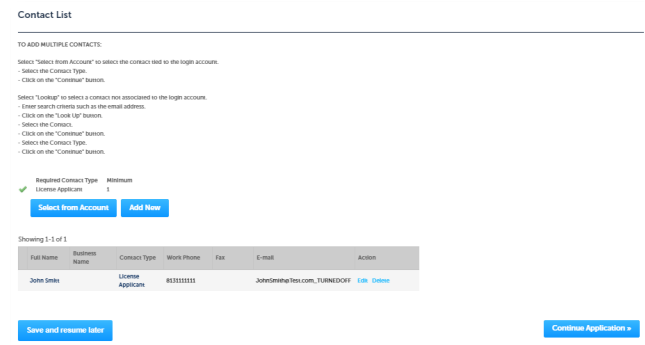 Contact List
TO ADD MULTIPLE CONTACTS:
Select "Select from Account" to select the contact tied to the login account.
- Select the Contact Type.
- Click on the "Continue" button.
Select "Lookup" to select a contact not associated to the login account.
- Enter search criteria such as the email address.
- Click on the "Look Up" button.
- Select the Contact.
- Click on the "Continue" button.
- Select the Contact Type.
- Click on the "Continue" button.
Required Contact Type Minimum
License Applicant 1
Select from Account Add New
Showing 1-1 of 1
Full Name Business Name Contact Type Work Phone Fax E-mail Action
John Smith License Applicant 8131111111 JohnSmith@Test.com_TURNEDOFF Edit Delete
Save and resume later Continue Application »